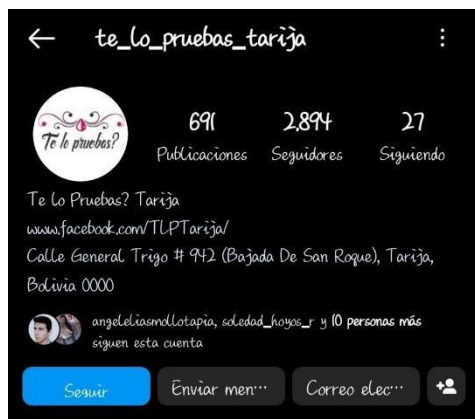 te_lo_pruebas_tarija
Te lo pruebas?
691 2,894 27
Publicaciones Seguidores Siguiendo
Te Lo Pruebas? Tarija
www.facebook.com/TLPTarija/
Calle General Trigo # 942 (Bajada De San Roque), Tarija,
Bolivia 0000
angeleliasmollotapia, soledad_hoyos_r y 10 personas más
siguen esta cuenta
Seguir Enviar men... Correo elec...